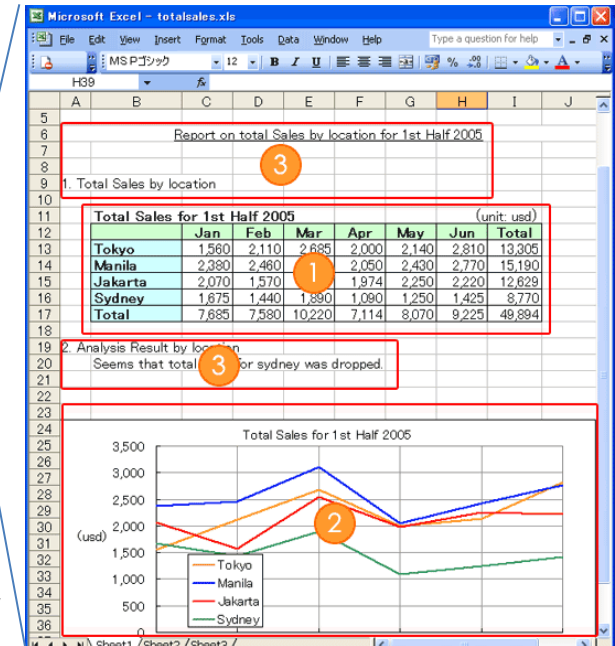 Microsoft Excel - totalsales.xls
File Edit View Insert Format Tools Data Window Help Type a question for help
MS Pゴシック 12 B I U %
H39 fx
A B C D E F G H I J
5
6 Report on total Sales by location for 1st Half 2005
7
8
3
9 1. Total Sales by location
10
11 Total Sales for 1st Half 2005 (unit: usd)
12 Jan Feb Mar Apr May Jun Total
13 Tokyo 1,560 2,110 2,685 2,000 2,140 2,810 13,305
14 Manila 2,380 2,460 2,050 2,430 2,770 15,190
1
15 Jakarta 2,070 1,570 1,974 2,250 2,220 12,629
16 Sydney 1,675 1,440 1,890 1,090 1,250 1,425 8,770
17 Total 7,685 7,580 10,220 7,114 8,070 9,225 49,894
18
19 2. Analysis Result by location
20 Seems that total for sydney was dropped.
3
21
22
23
24 Total Sales for 1st Half 2005
25 3,500
26
27 3,000
28
29 2,500
2
30 2,000
31 (usd)
32 1,500
Tokyo
33 1,000
Manila
34
Jakarta
35 500
Sydney
36 0
Sheet1 Sheet2 Sheet3